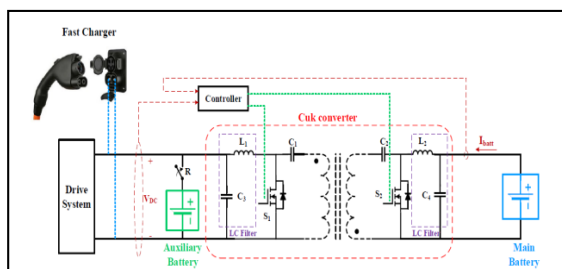 Fast Charger
Controller
Cuk converter
L1
C1
C2
L2
Ibatt
Drive
System
+
VDC
-
R
C3
S1
S2
C4
LC Filter
LC Filter
Auxiliary
Battery
Main
Battery